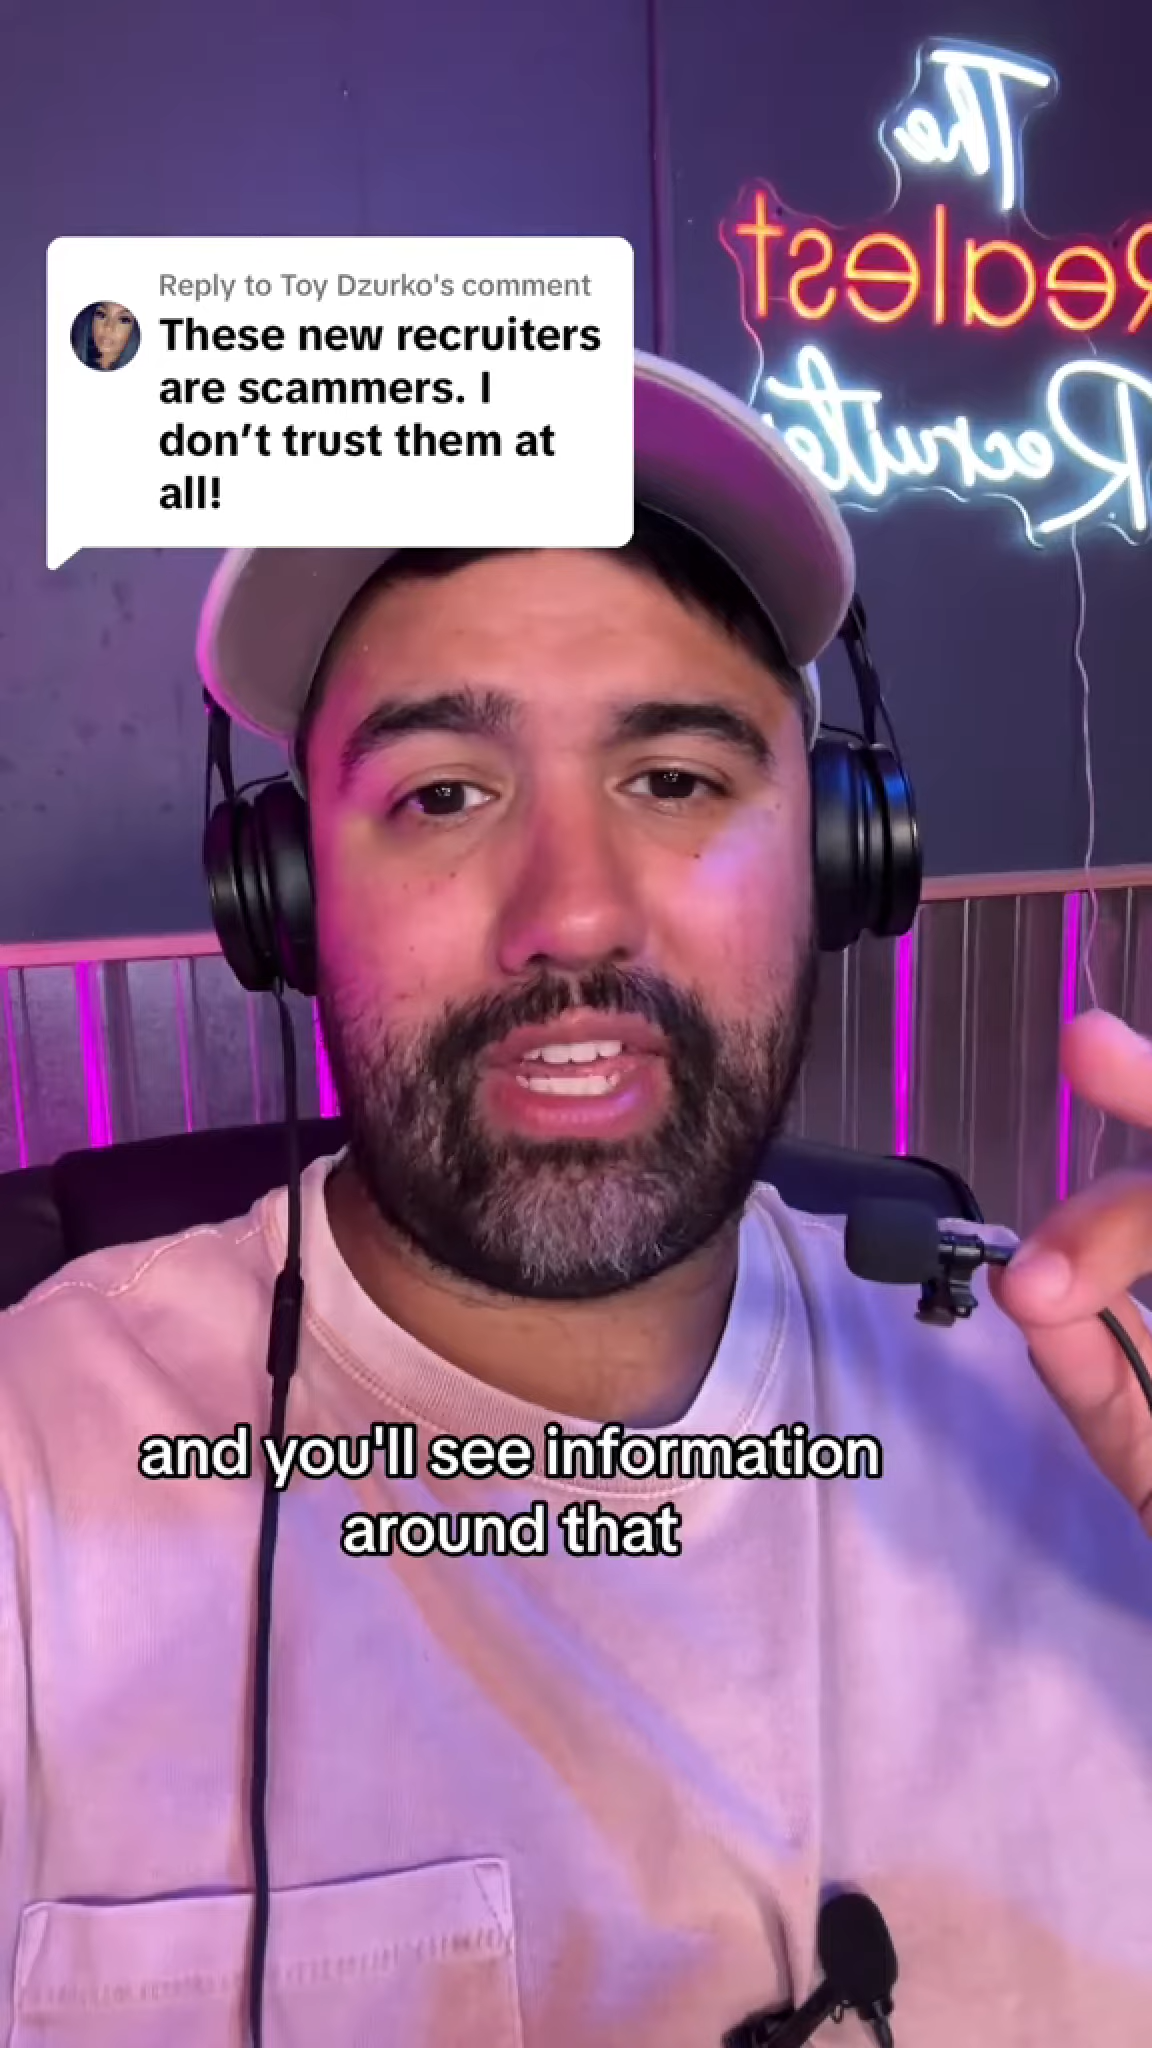 The
Realest
Reply to Toy Dzurko's comment
These new recruiters
are scammers. I
don’t trust them at
all!
Recruite
and you'll see information
around that